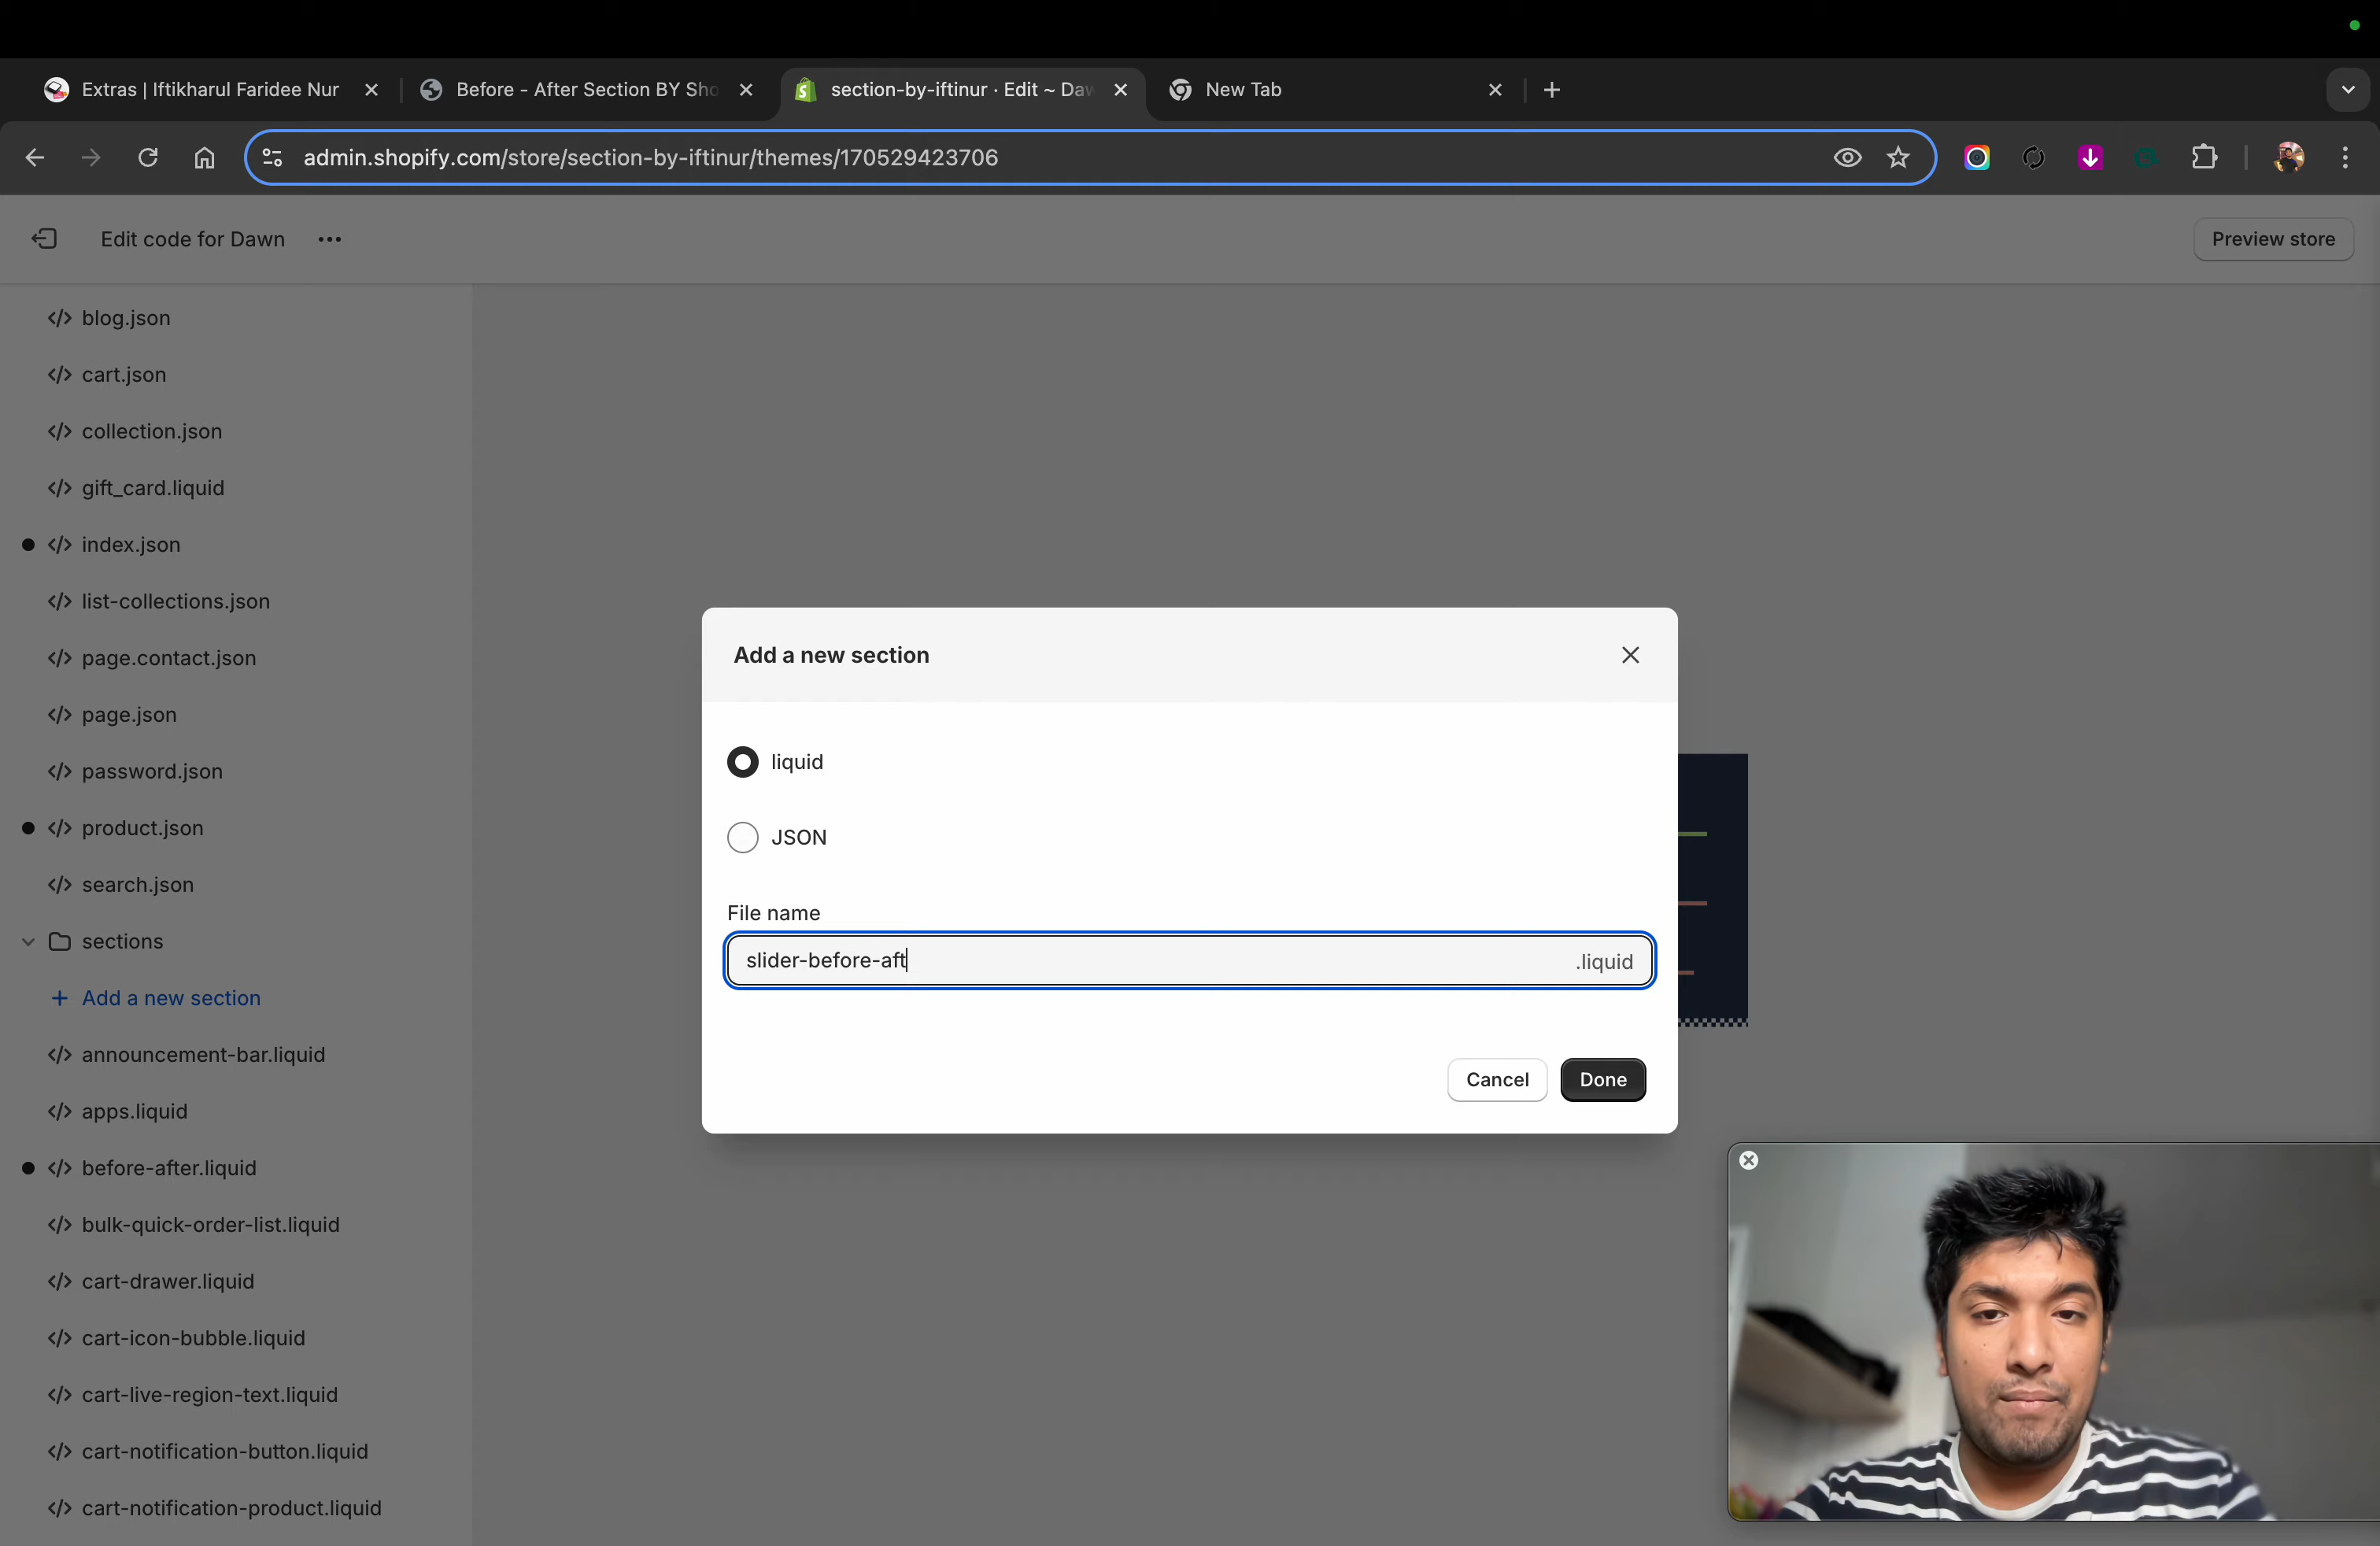 Extras | Iftikharul Faridee Nur
Before - After Section BY Sho
section-by-iftinur · Edit ~ Daw
New Tab
admin.shopify.com/store/section-by-iftinur/themes/170529423706
Edit code for Dawn
Preview store
blog.json
cart.json
collection.json
gift_card.liquid
index.json
list-collections.json
page.contact.json
page.json
password.json
product.json
search.json
sections
Add a new section
announcement-bar.liquid
apps.liquid
before-after.liquid
bulk-quick-order-list.liquid
cart-drawer.liquid
cart-icon-bubble.liquid
cart-live-region-text.liquid
cart-notification-button.liquid
cart-notification-product.liquid
Add a new section
liquid
JSON
File name
slider-before-aft .liquid
Cancel Done